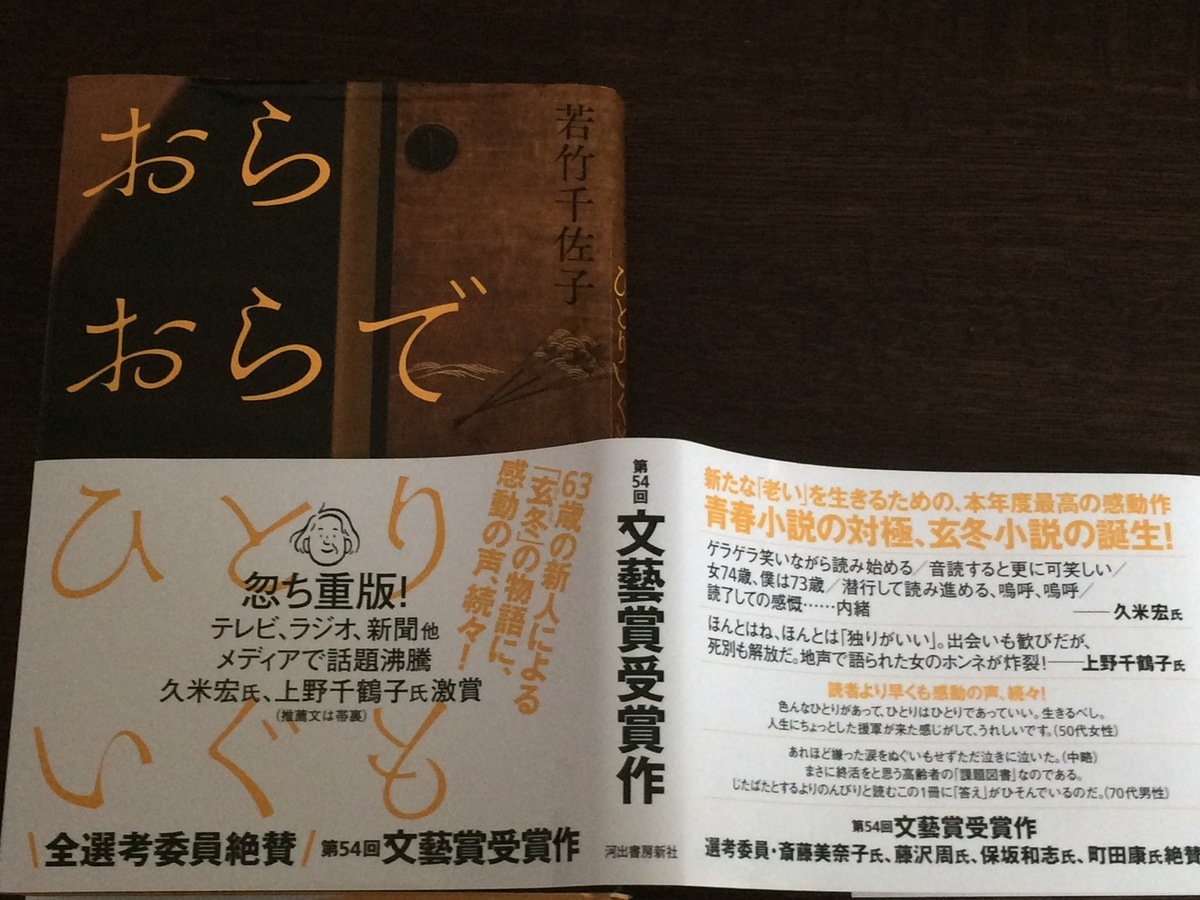 おら
おらで
若竹千佐子
ひとり
いぐも
63歳の新人による
「玄冬」の物語に、
感動の声、続々!
忽ち重版!
テレビ、ラジオ、新聞他
メディアで話題沸騰
久米宏氏、上野千鶴子氏激賞
(推薦文は帯裏)
\全選考委員絶賛/第54回文藝賞受賞作
第54回
文藝賞受賞作
河出書房新社
新たな「老い」を生きるための、本年度最高の感動作
青春小説の対極、玄冬小説の誕生!
ゲラゲラ笑いながら読み始める/音読すると更に可笑しい/
女74歳、僕は73歳/潜行して読み進める、嗚呼、嗚呼/
読了しての感慨……内緒
――久米宏氏
ほんとはね、ほんとは「独りがいい」。出会いも歓びだが、
死別も解放だ。地声で語られた女のホンネが炸裂!――上野千鶴子氏
読者より早くも感動の声、続々!
色んなひとりがあって、ひとりはひとりであっていい。生きるべし。
人生にちょっとした援軍が来た感じがして、うれしいです。(50代女性)
あれほど嫌った涙をぬぐいもせずただ泣きに泣いた。(中略)
まさに終活をと思う高齢者の「課題図書」なのである。
じたばたとするよりのんびりと読むこの1冊に「答え」がひそんでいるのだ。(70代男性)
第54回文藝賞受賞作
選考委員・斎藤美奈子氏、藤沢周氏、保坂和志氏、町田康氏絶賛